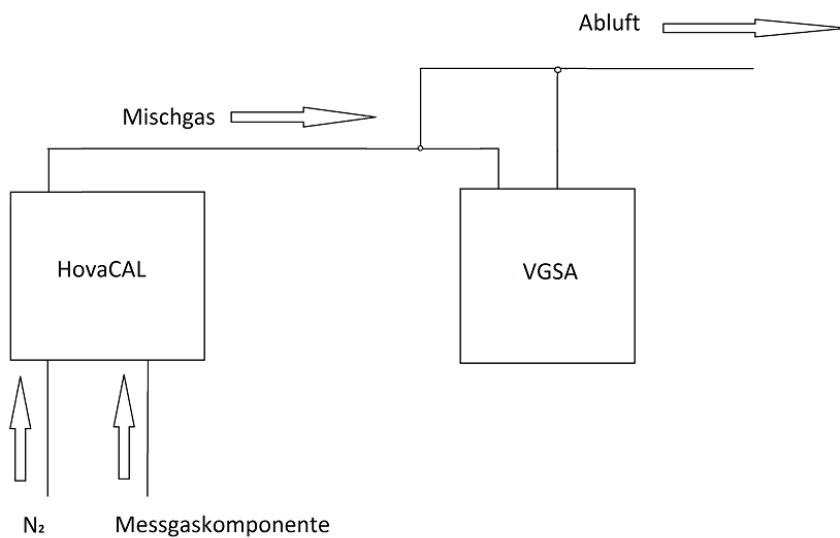 Abluft
Mischgas
HovaCAL
VGSA
N₂
Messgaskomponente